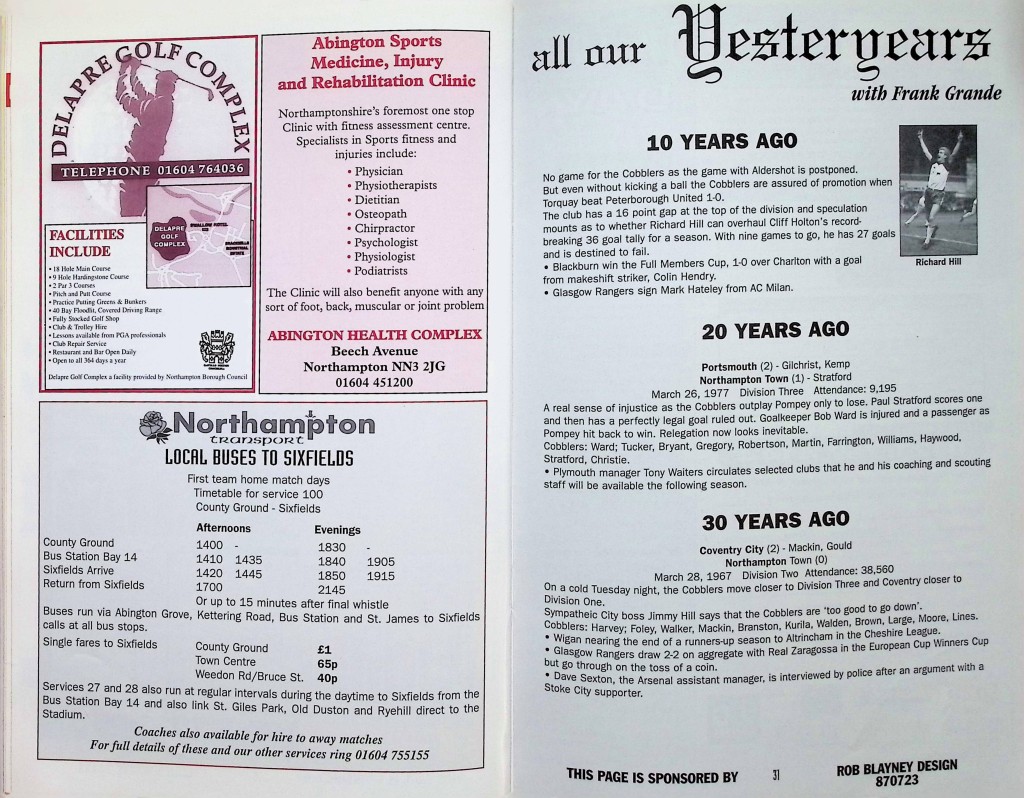 DELAPRE GOLF COMPLEX
TELEPHONE 01604 764036
DELAPRE
GOLF
COMPLEX
FACILITIES
INCLUDE
• 18 Hole Main Course
• 9 Hole Hardingstone Course
• 2 Par 3 Courses
• Pitch and Putt Course
• Practice Putting Greens & Bunkers
• 40 Bay Floodlit, Covered Driving Range
• Fully Stocked Golf Shop
• Club & Trolley Hire
• Lessons available from PGA professionals
• Club Repair Service
• Restaurant and Bar Open Daily
• Open to all 364 days a year
Delapre Golf Complex a facility provided by Northampton Borough Council
Abington Sports
Medicine, Injury
and Rehabilitation Clinic
Northamptonshire's foremost one stop
Clinic with fitness assessment centre.
Specialists in Sports fitness and
injuries include:
• Physician
• Physiotherapists
• Dietitian
• Osteopath
• Chirpractor
• Psychologist
• Physiologist
• Podiatrists
The Clinic will also benefit anyone with any
sort of foot, back, muscular or joint problem
ABINGTON HEALTH COMPLEX
Beech Avenue
Northampton NN3 2JG
01604 451200
Northampton
transport
LOCAL BUSES TO SIXFIELDS
First team home match days
Timetable for service 100
County Ground - Sixfields
Afternoons Evenings
County Ground 1400 - 1830 -
Bus Station Bay 14 1410 1435 1840 1905
Sixfields Arrive 1420 1445 1850 1915
Return from Sixfields 1700 2145
Or up to 15 minutes after final whistle
Buses run via Abington Grove, Kettering Road, Bus Station and St. James to Sixfields
calls at all bus stops.
Single fares to Sixfields County Ground £1
Town Centre 65p
Weedon Rd/Bruce St. 40p
Services 27 and 28 also run at regular intervals during the daytime to Sixfields from the
Bus Station Bay 14 and also link St. Giles Park, Old Duston and Ryehill direct to the
Stadium.
Coaches also available for hire to away matches
For full details of these and our other services ring 01604 755155
all our Yesteryears
with Frank Grande
10 YEARS AGO
No game for the Cobblers as the game with Aldershot is postponed.
But even without kicking a ball the Cobblers are assured of promotion when
Torquay beat Peterborough United 1-0.
The club has a 16 point gap at the top of the division and speculation
mounts as to whether Richard Hill can overhaul Cliff Holton's record-
breaking 36 goal tally for a season. With nine games to go, he has 27 goals
and is destined to fail.
• Blackburn win the Full Members Cup, 1-0 over Charlton with a goal
from makeshift striker, Colin Hendry.
• Glasgow Rangers sign Mark Hateley from AC Milan.
Richard Hill
20 YEARS AGO
Portsmouth (2) - Gilchrist, Kemp
Northampton Town (1) - Stratford
March 26, 1977 Division Three Attendance: 9,195
A real sense of injustice as the Cobblers outplay Pompey only to lose. Paul Stratford scores one
and then has a perfectly legal goal ruled out. Goalkeeper Bob Ward is injured and a passenger as
Pompey hit back to win. Relegation now looks inevitable.
Cobblers: Ward; Tucker, Bryant, Gregory, Robertson, Martin, Farrington, Williams, Haywood,
Stratford, Christie.
• Plymouth manager Tony Waiters circulates selected clubs that he and his coaching and scouting
staff will be available the following season.
30 YEARS AGO
Coventry City (2) - Mackin, Gould
Northampton Town (0)
March 28, 1967 Division Two Attendance: 38,560
On a cold Tuesday night, the Cobblers move closer to Division Three and Coventry closer to
Division One.
Sympatheic City boss Jimmy Hill says that the Cobblers are 'too good to go down'.
Cobblers: Harvey; Foley, Walker, Mackin, Branston, Kurila, Walden, Brown, Large, Moore, Lines.
• Wigan nearing the end of a runners-up season to Altrincham in the Cheshire League.
• Glasgow Rangers draw 2-2 on aggregate with Real Zaragossa in the European Cup Winners Cup
but go through on the toss of a coin.
• Dave Sexton, the Arsenal assistant manager, is interviewed by police after an argument with a
Stoke City supporter.
THIS PAGE IS SPONSORED BY 31 ROB BLAYNEY DESIGN
870723